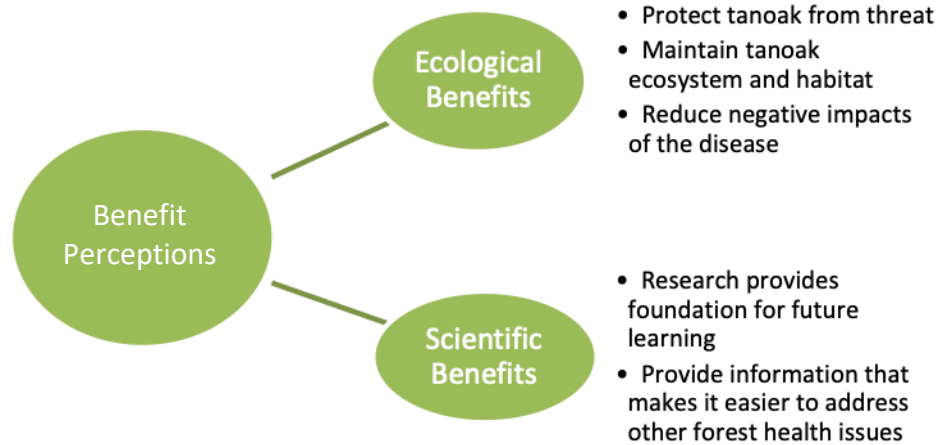 Benefit
Perceptions
Ecological
Benefits
• Protect tanoak from threat
• Maintain tanoak
ecosystem and habitat
• Reduce negative impacts
of the disease
Scientific
Benefits
• Research provides
foundation for future
learning
• Provide information that
makes it easier to address
other forest health issues